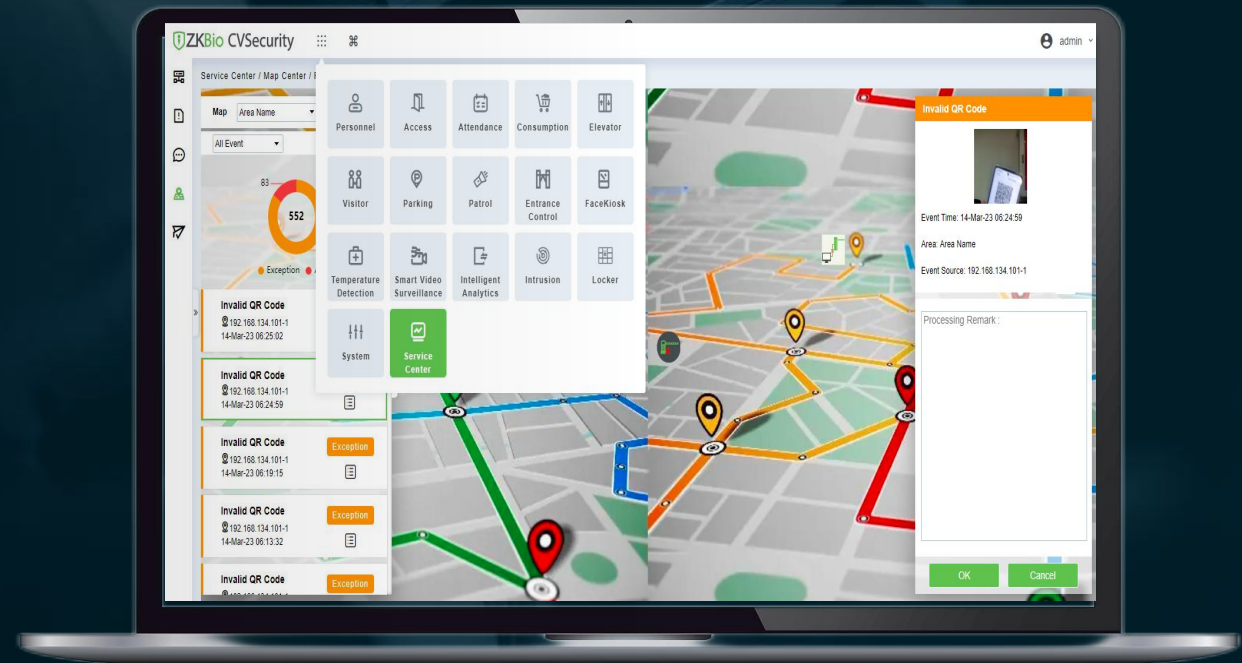 ZKBio CVSecurity
admin
Service Center / Map Center /
Map
Area Name
All Event
83
552
Exception
Invalid QR Code
192.168.134.101-1
14-Mar-23 06:25:02
Invalid QR Code
192.168.134.101-1
14-Mar-23 06:24:59
Invalid QR Code
Exception
192.168.134.101-1
14-Mar-23 06:19:15
Invalid QR Code
Exception
192.168.134.101-1
14-Mar-23 06:13:32
Invalid QR Code
Exception
Personnel
Access
Attendance
Consumption
Elevator
Visitor
Parking
Patrol
Entrance
Control
FaceKiosk
Temperature
Detection
Smart Video
Surveillance
Intelligent
Analytics
Intrusion
Locker
System
Service
Center
Invalid QR Code
Event Time: 14-Mar-23 06:24:59
Area: Area Name
Event Source: 192.168.134.101-1
Processing Remark :
OK
Cancel